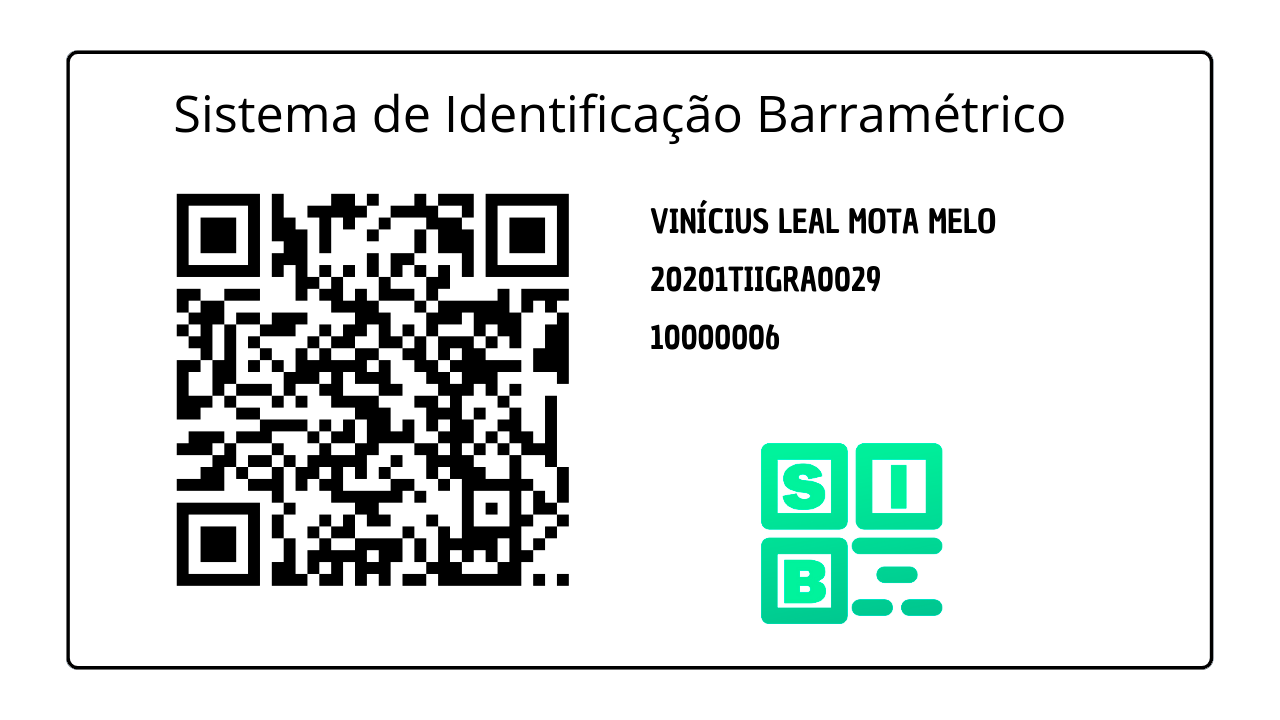 Sistema de Identificação Barramétrico
VINÍCIUS LEAL MOTA MELO
20201TIIGRA0029
10000006
S I
B